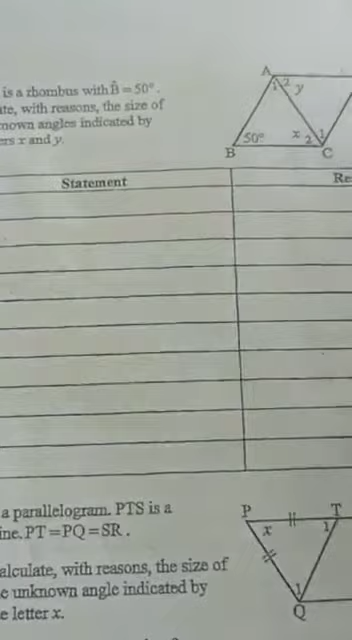 is a rhombus with B̂ = 50°.
ate, with reasons, the size of
nown angles indicated by
ers x and y.
A
1 2 y
50°
x 2 1
B
C
Statement
Re
a parallelogram. PTS is a
ine. PT = PQ = SR.
alculate, with reasons, the size of
e unknown angle indicated by
e letter x.
P
T
x
1
1
Q